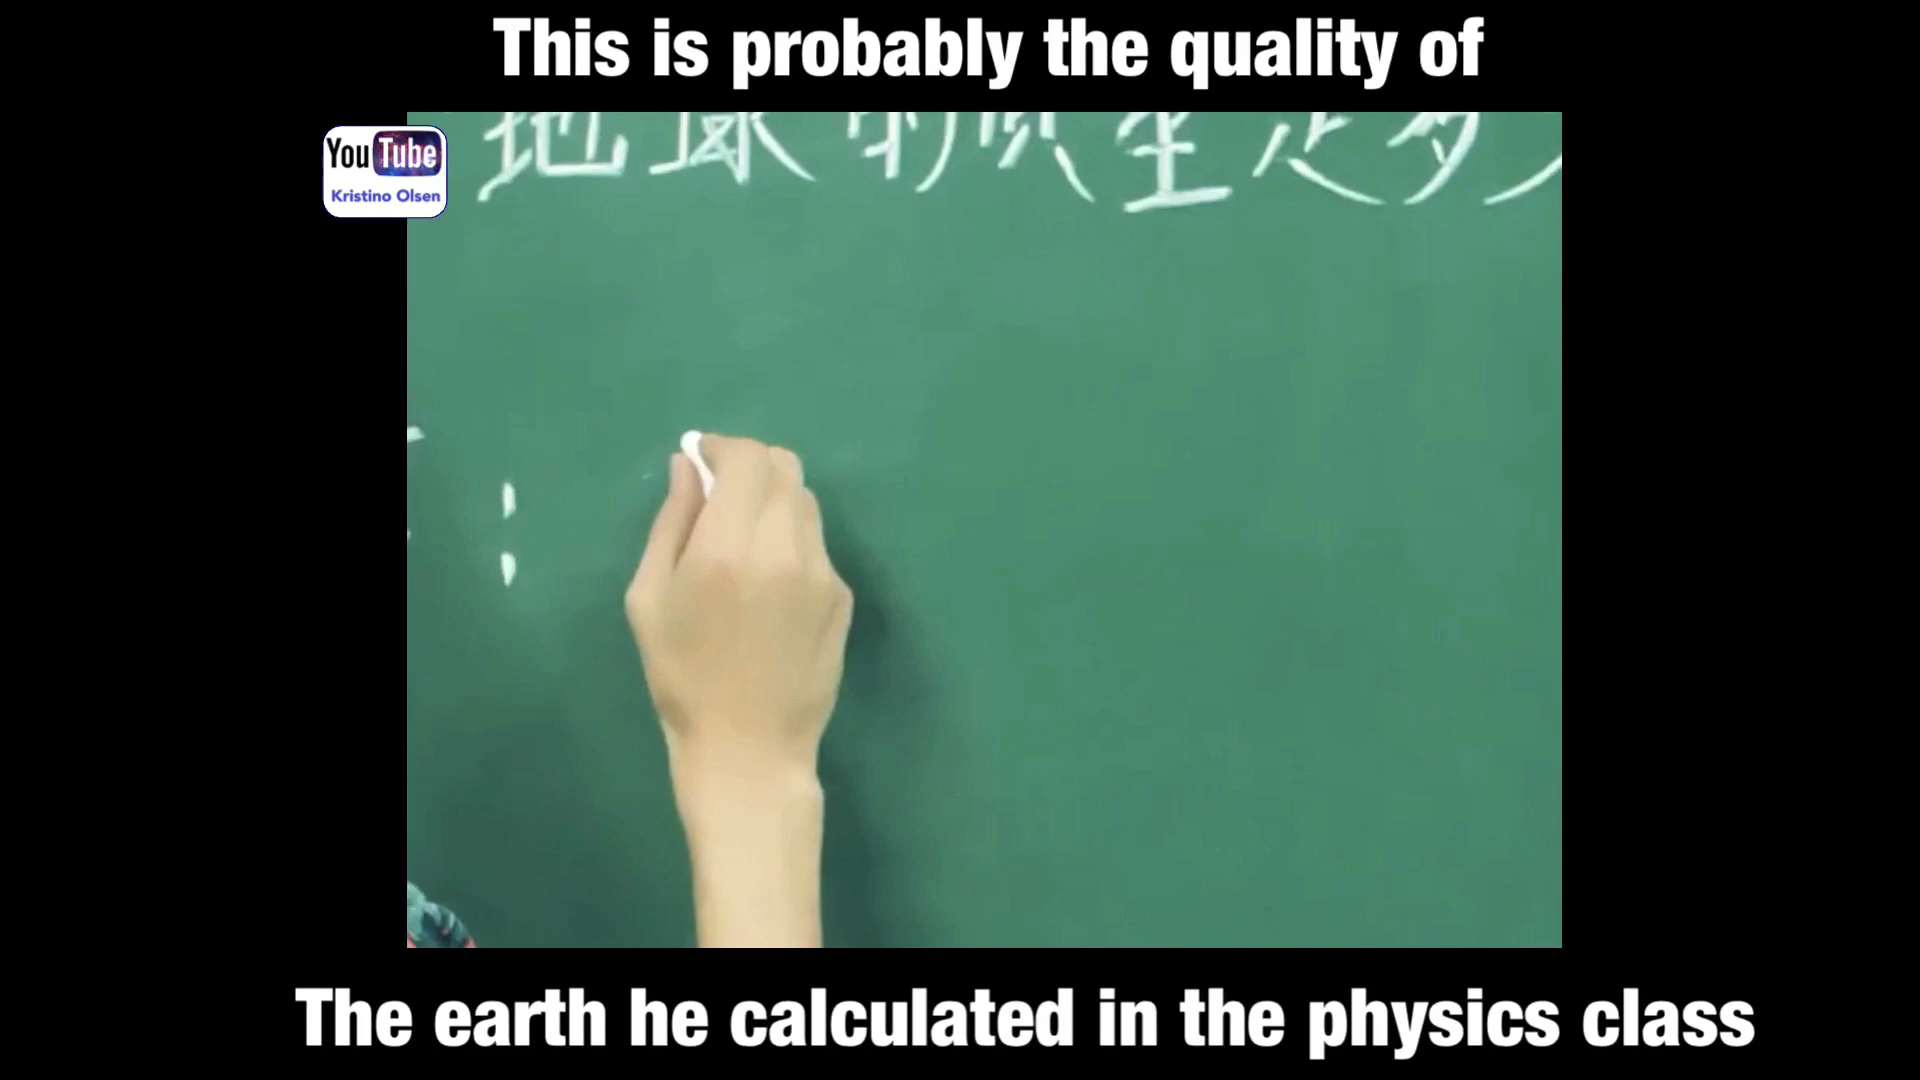 This is probably the quality of
YouTube
Kristino Olsen
地球的质量是多
The earth he calculated in the physics class